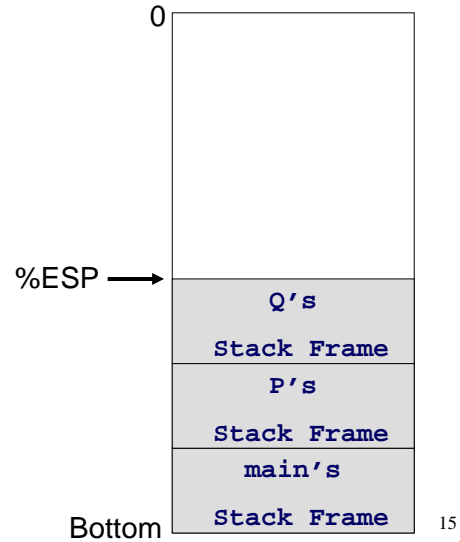 0
%ESP
Q’s
Stack Frame
P’s
Stack Frame
main’s
Stack Frame
Bottom
15